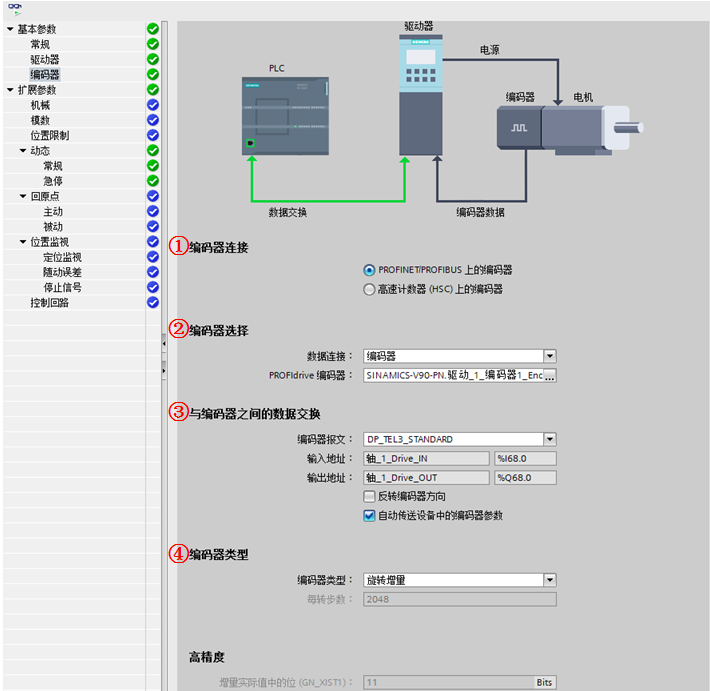 基本参数
常规
驱动器
编码器
扩展参数
机械
模数
位置限制
动态
常规
急停
回原点
主动
被动
位置监视
定位监视
随动误差
停止信号
控制回路
驱动器
电源
PLC
编码器 电机
数据交换 编码器数据
①编码器连接
PROFINET/PROFIBUS 上的编码器
高速计数器 (HSC) 上的编码器
②编码器选择
数据连接： 编码器
PROFIdrive 编码器： SINAMICS-V90-PN.驱动_1_编码器1_Enc ...
③与编码器之间的数据交换
编码器报文： DP_TEL3_STANDARD
输入地址： 轴_1_Drive_IN %I68.0
输出地址： 轴_1_Drive_OUT %Q68.0
反转编码器方向
自动传送设备中的编码器参数
④编码器类型
编码器类型： 旋转增量
每转步数： 2048
高精度
增量实际值中的位 (GN_XIST1)： 11 Bits